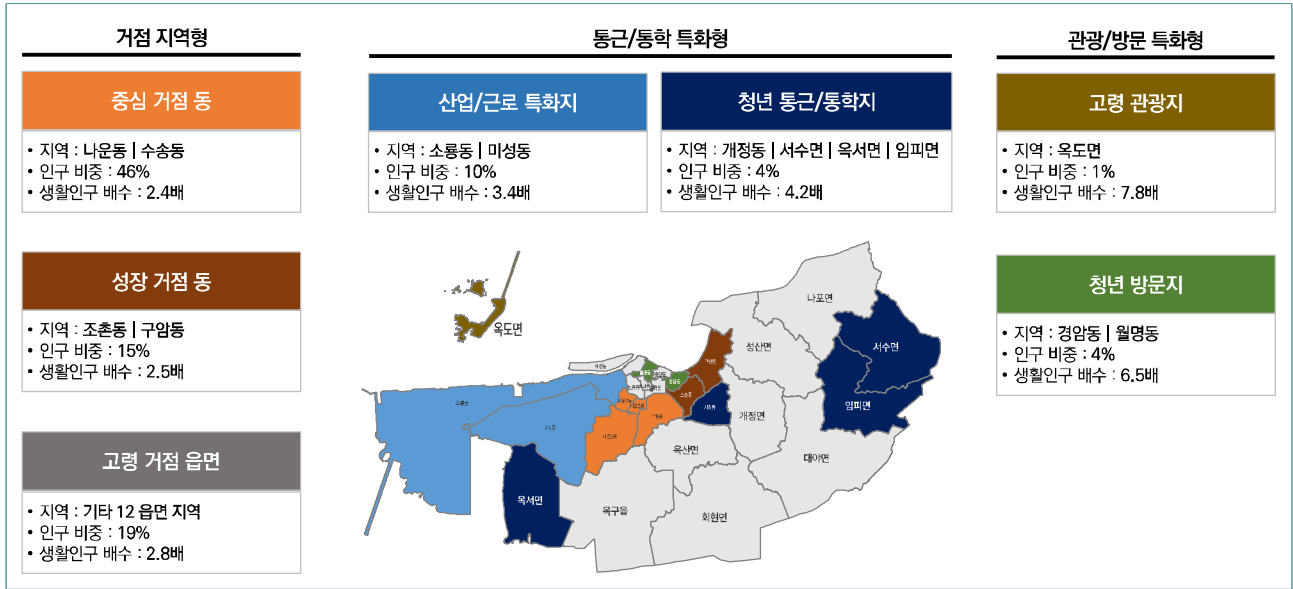 거점 지역형
중심 거점 동
• 지역 : 나운동 | 수송동
• 인구 비중 : 46%
• 생활인구 배수 : 2.4배
성장 거점 동
• 지역 : 조촌동 | 구암동
• 인구 비중 : 15%
• 생활인구 배수 : 2.5배
고령 거점 읍면
• 지역 : 기타 12 읍면 지역
• 인구 비중 : 19%
• 생활인구 배수 : 2.8배
통근/통학 특화형
산업/근로 특화지
• 지역 : 소룡동 | 미성동
• 인구 비중 : 10%
• 생활인구 배수 : 3.4배
청년 통근/통학지
• 지역 : 개정동 | 서수면 | 옥서면 | 임피면
• 인구 비중 : 4%
• 생활인구 배수 : 4.2배
관광/방문 특화형
고령 관광지
• 지역 : 옥도면
• 인구 비중 : 1%
• 생활인구 배수 : 7.8배
청년 방문지
• 지역 : 경암동 | 월명동
• 인구 비중 : 4%
• 생활인구 배수 : 6.5배
나포면
옥도면
성산면
서수면
임피면
개정면
옥산면
대야면
옥서면
옥구읍
회현면